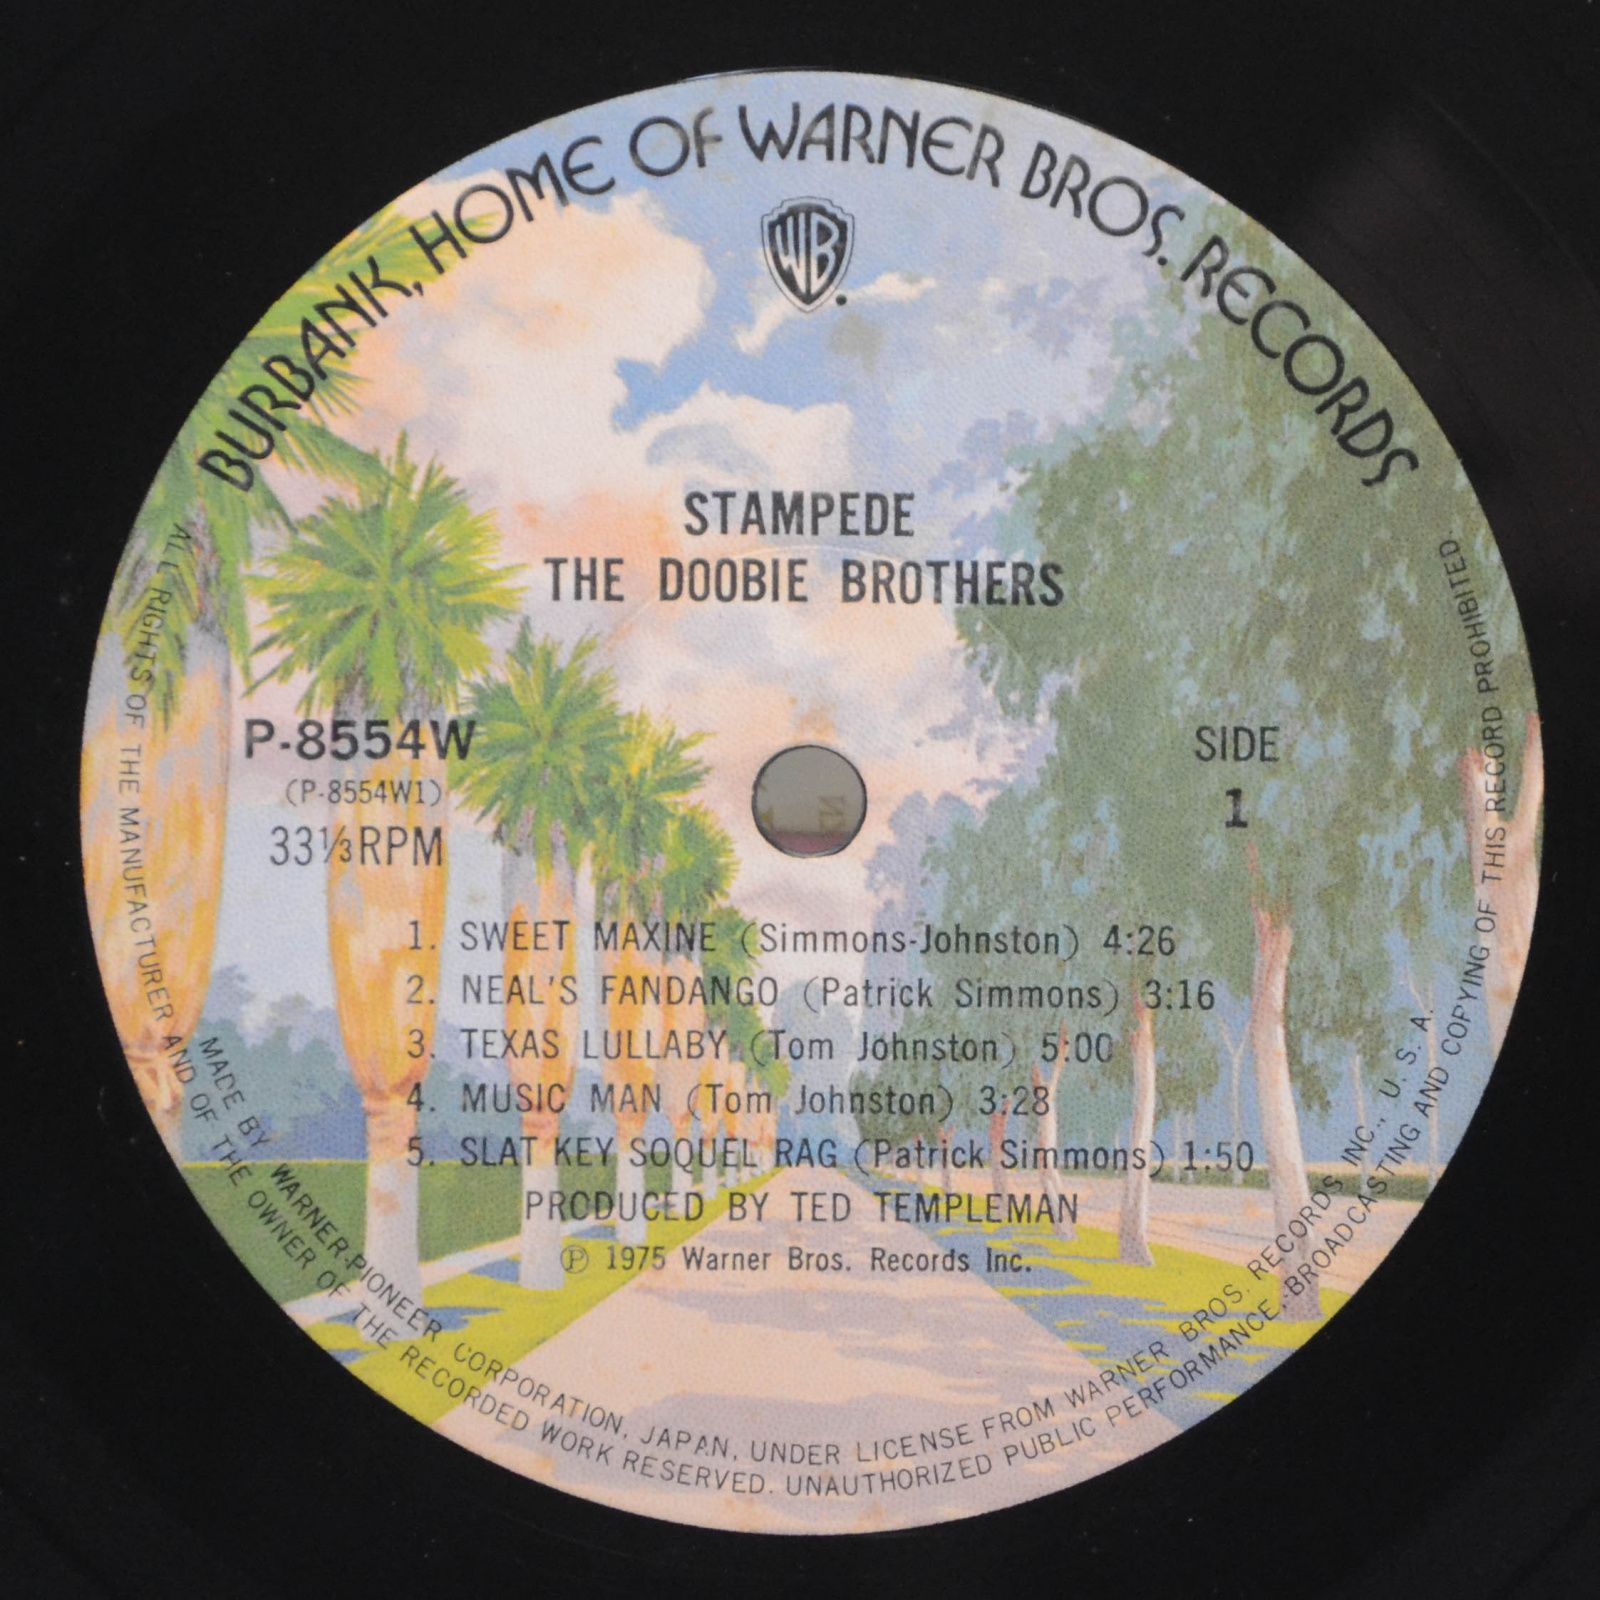 BURBANK, HOME OF WARNER BROS. RECORDS
WB
STAMPEDE
THE DOOBIE BROTHERS
P-8554W
(P-8554W1)
33⅓RPM
SIDE
1
1. SWEET MAXINE (Simmons-Johnston) 4:26
2. NEAL'S FANDANGO (Patrick Simmons) 3:16
3. TEXAS LULLABY (Tom Johnston) 5:00
4. MUSIC MAN (Tom Johnston) 3:28
5. SLAT KEY SOQUEL RAG (Patrick Simmons) 1:50
PRODUCED BY TED TEMPLEMAN
Ⓟ 1975 Warner Bros. Records Inc.
MADE BY WARNER-PIONEER CORPORATION, JAPAN, UNDER LICENSE FROM WARNER BROS. RECORDS INC., U. S. A.
ALL RIGHTS OF THE MANUFACTURER AND OF THE OWNER OF THE RECORDED WORK RESERVED. UNAUTHORIZED PUBLIC PERFORMANCE, BROADCASTING AND COPYING OF THIS RECORD PROHIBITED.